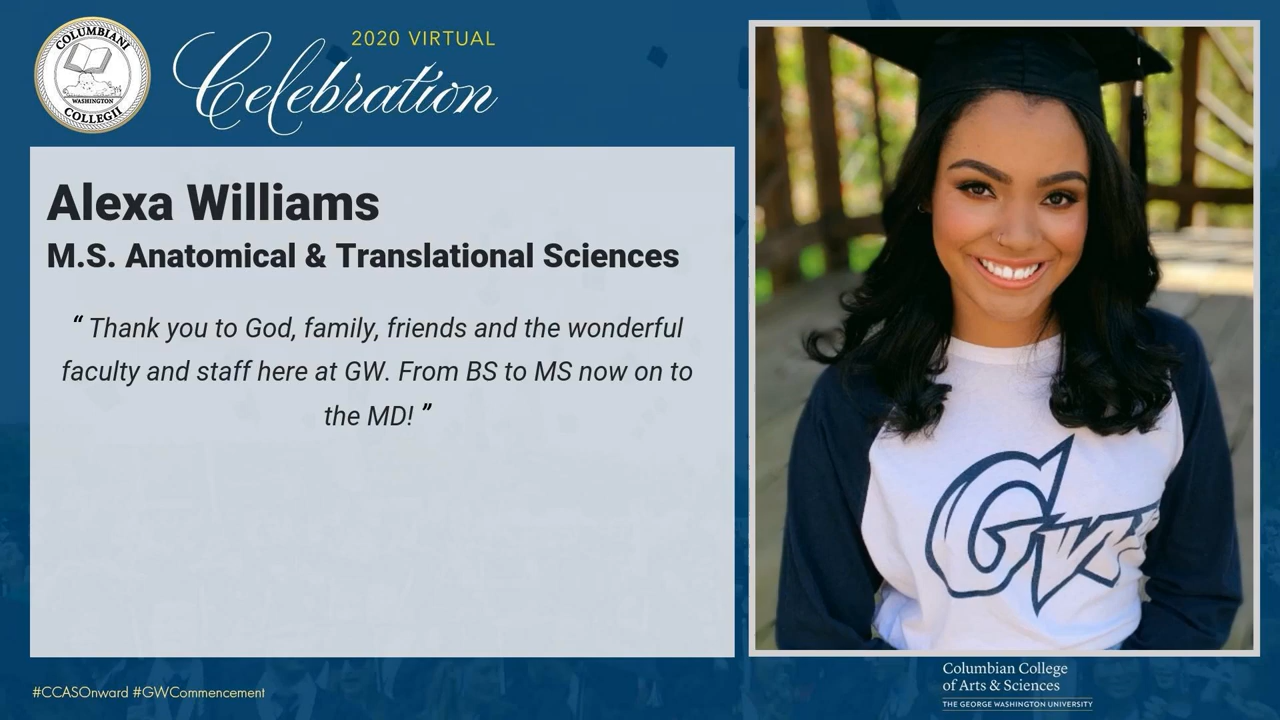 COLUMBIANI
WASHINGTON
COLLEGII
2020 VIRTUAL
Celebration
Alexa Williams
M.S. Anatomical & Translational Sciences
“ Thank you to God, family, friends and the wonderful
faculty and staff here at GW. From BS to MS now on to
the MD! ”
GW
#CCASOnward #GWCommencement
Columbian College
of Arts & Sciences
THE GEORGE WASHINGTON UNIVERSITY